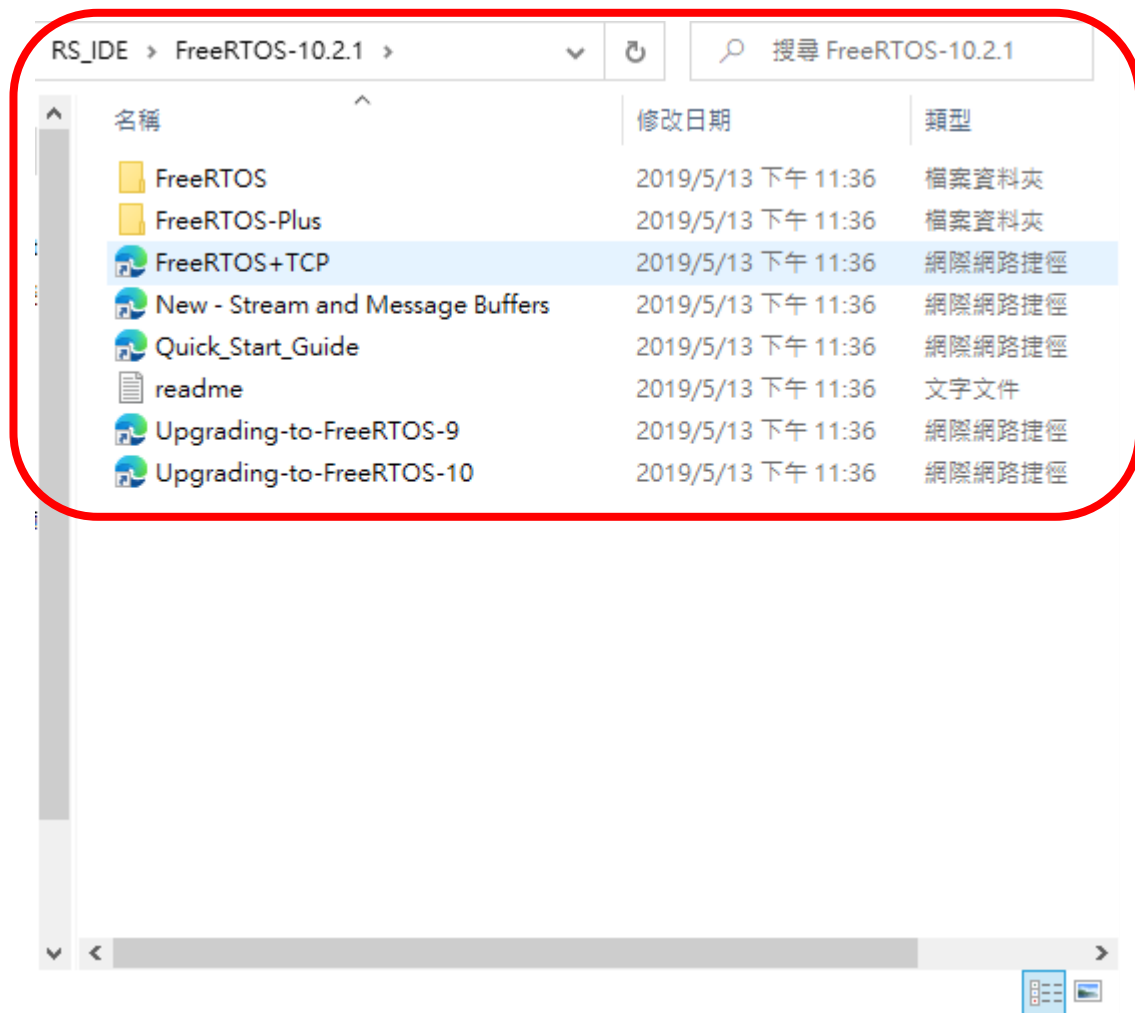 RS_IDE > FreeRTOS-10.2.1 > 搜尋 FreeRTOS-10.2.1
名稱 修改日期 類型
FreeRTOS 2019/5/13 下午 11:36 檔案資料夾
FreeRTOS-Plus 2019/5/13 下午 11:36 檔案資料夾
FreeRTOS+TCP 2019/5/13 下午 11:36 網際網路捷徑
New - Stream and Message Buffers 2019/5/13 下午 11:36 網際網路捷徑
Quick_Start_Guide 2019/5/13 下午 11:36 網際網路捷徑
readme 2019/5/13 下午 11:36 文字文件
Upgrading-to-FreeRTOS-9 2019/5/13 下午 11:36 網際網路捷徑
Upgrading-to-FreeRTOS-10 2019/5/13 下午 11:36 網際網路捷徑